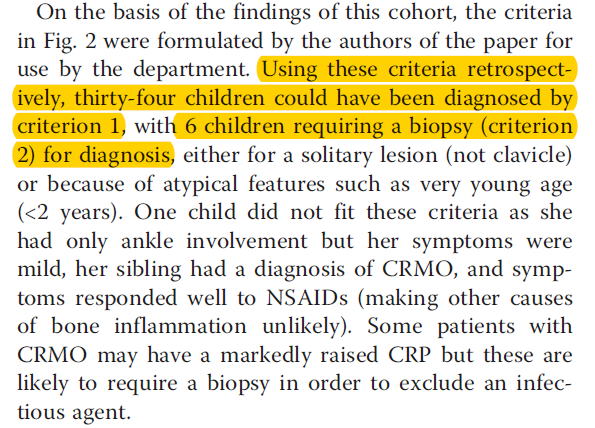 On the basis of the findings of this cohort, the criteria
in Fig. 2 were formulated by the authors of the paper for
use by the department. Using these criteria retrospect-
ively, thirty-four children could have been diagnosed by
criterion 1, with 6 children requiring a biopsy (criterion
2) for diagnosis, either for a solitary lesion (not clavicle)
or because of atypical features such as very young age
(<2 years). One child did not fit these criteria as she
had only ankle involvement but her symptoms were
mild, her sibling had a diagnosis of CRMO, and symp-
toms responded well to NSAIDs (making other causes
of bone inflammation unlikely). Some patients with
CRMO may have a markedly raised CRP but these are
likely to require a biopsy in order to exclude an infec-
tious agent.